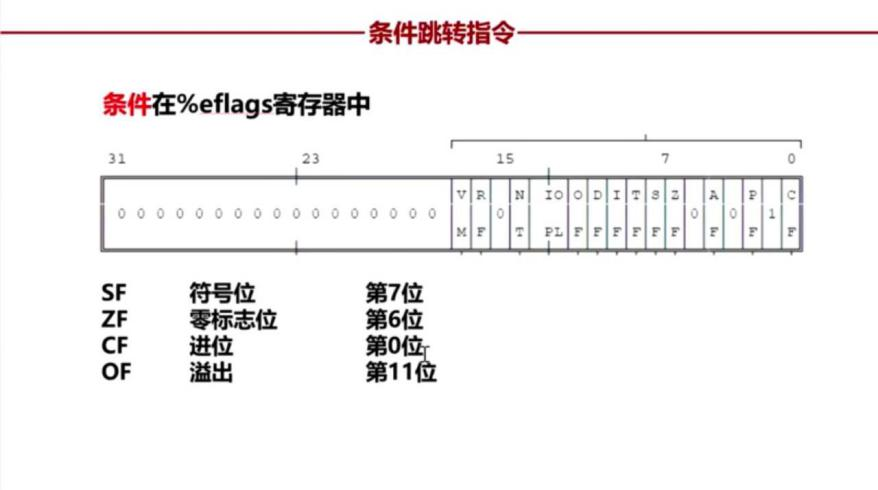 条件跳转指令
条件在%eflags寄存器中
31 23 15 7 0
V R N IO O D I T S Z A P C
0 0 0 0 0 0 0 0 0 0 0 0 0 0 0 0 0 0 0 0 1
M F T PL F F F F F F F F F
SF 符号位 第7位
ZF 零标志位 第6位
CF 进位 第0位
OF 溢出 第11位